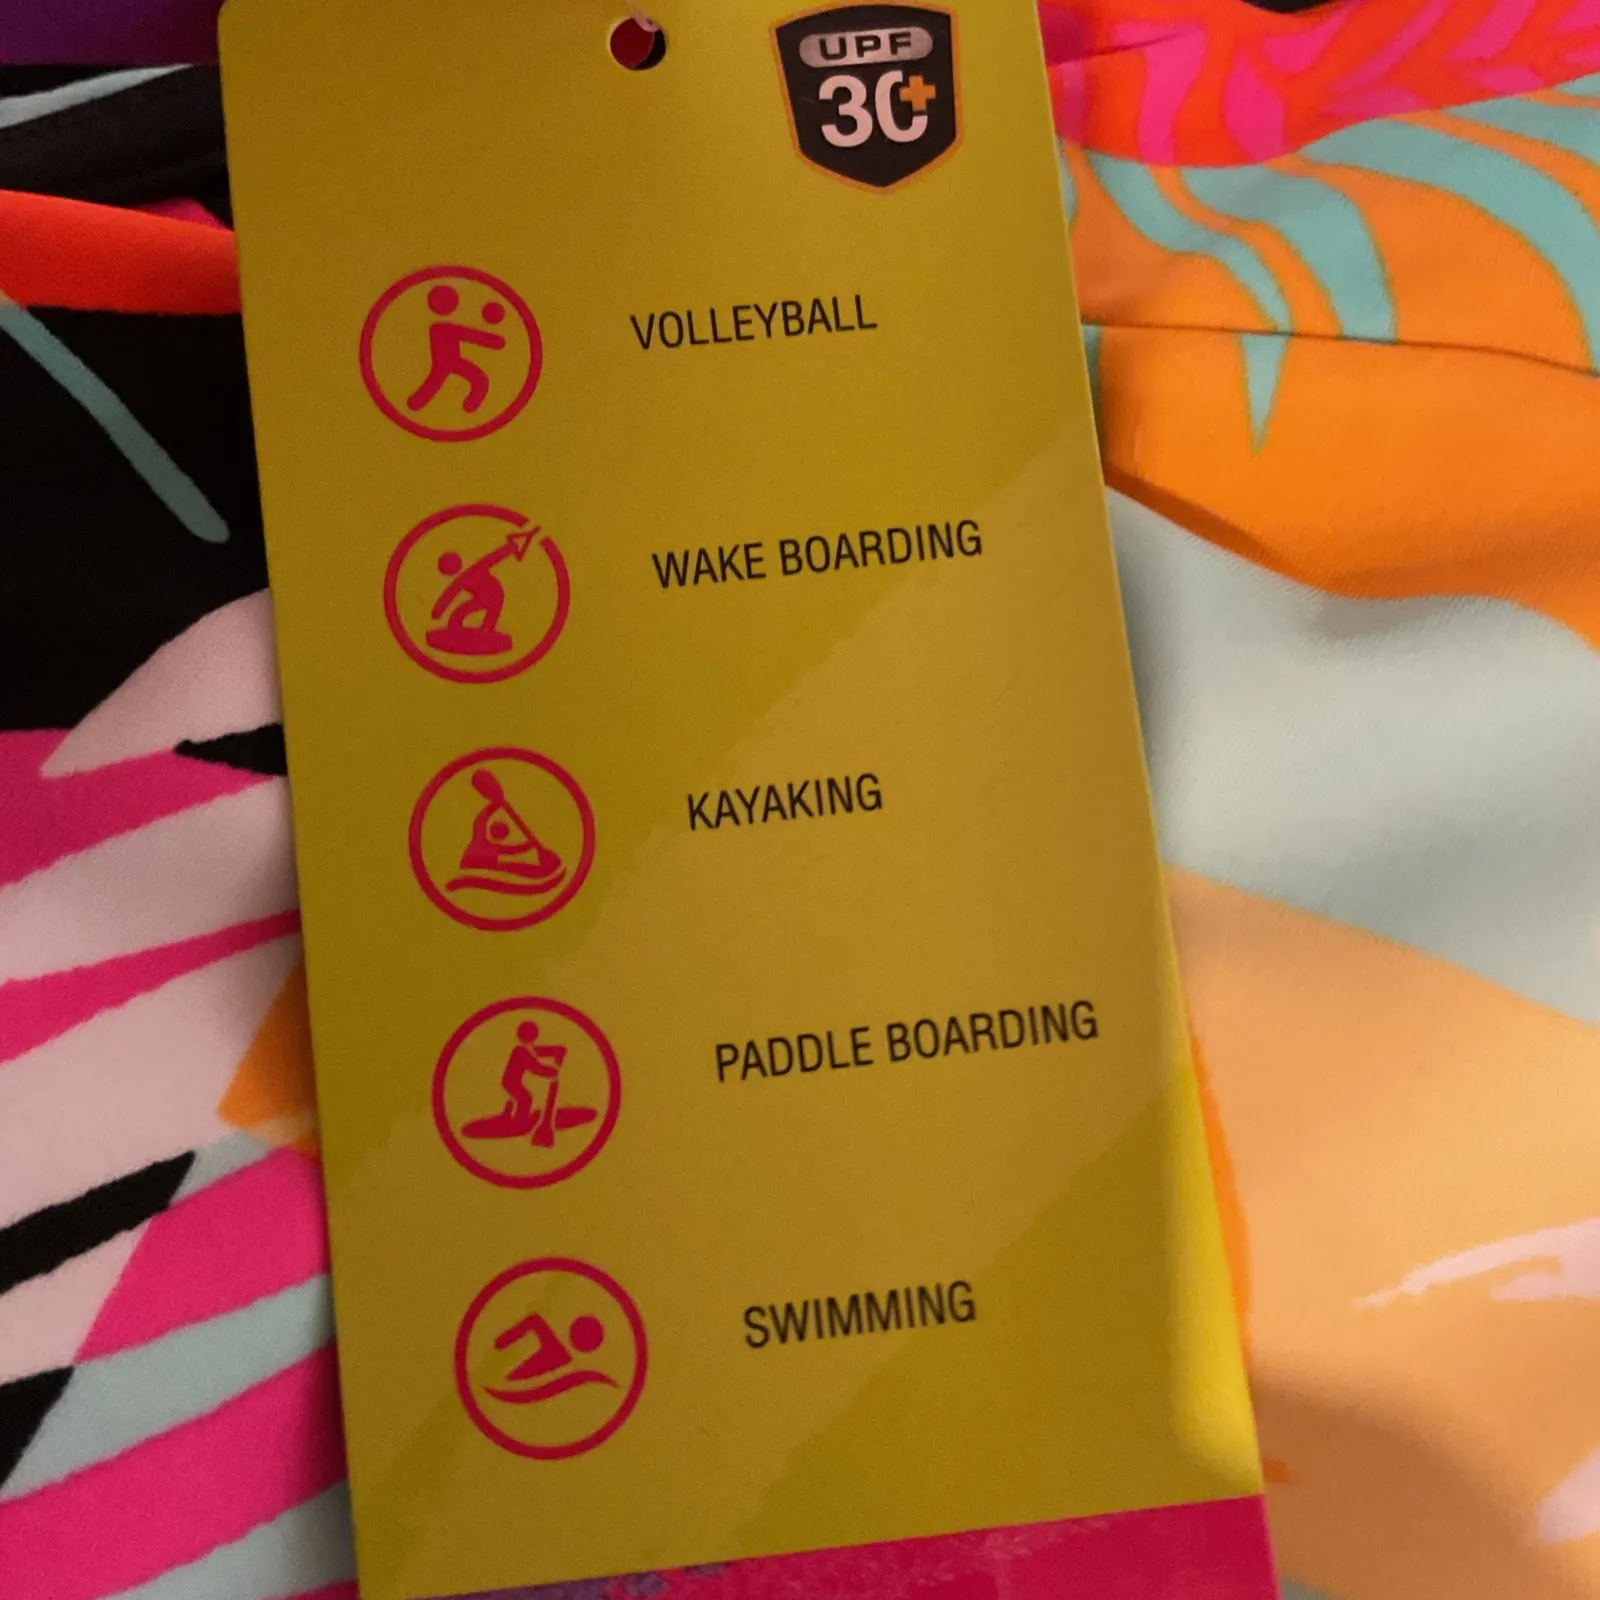 UPF
30+
VOLLEYBALL
WAKE BOARDING
KAYAKING
PADDLE BOARDING
SWIMMING